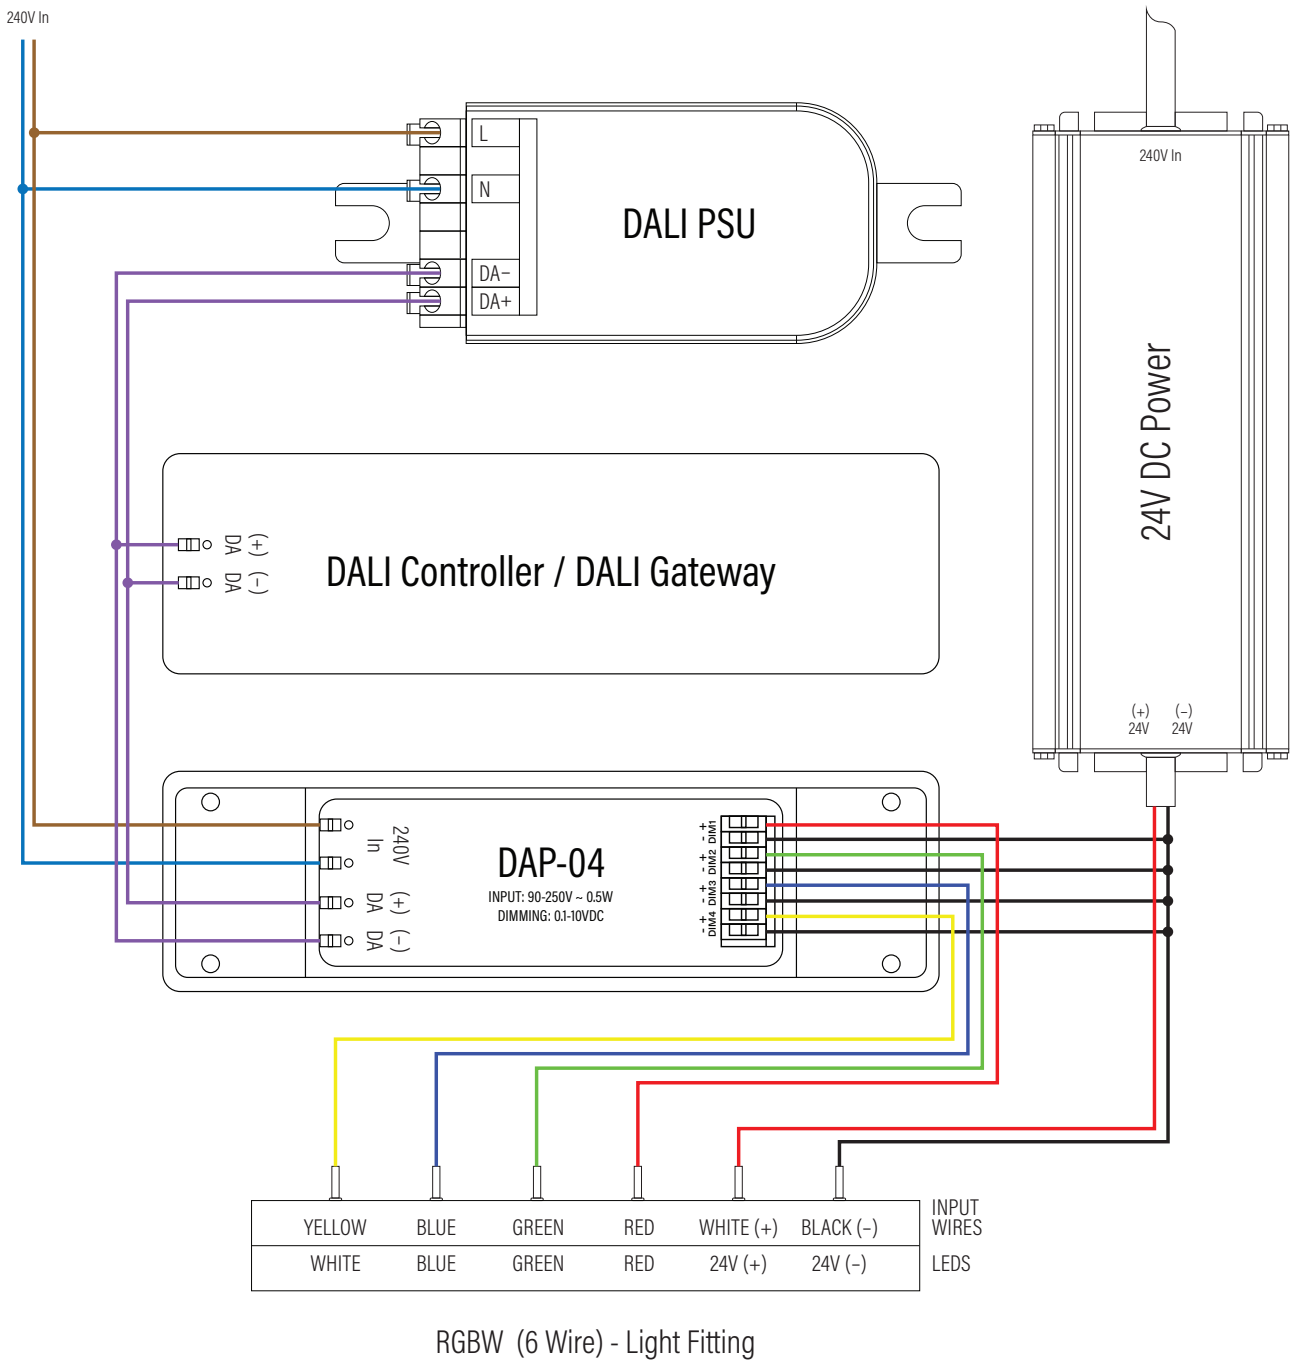 240V In
L
N
DA–
DA+
DALI PSU
240V In
24V DC Power
(+) (–)
24V 24V
DA (+)
DA (–)
DALI Controller / DALI Gateway
240V
In
DA (+)
DA (–)
DAP-04
INPUT: 90-250V ~ 0.5W
DIMMING: 0.1-10VDC
- + DIM1
- + DIM2
- + DIM3
- + DIM4
YELLOW BLUE GREEN RED WHITE (+) BLACK (–) INPUT WIRES
WHITE BLUE GREEN RED 24V (+) 24V (–) LEDS
RGBW (6 Wire) - Light Fitting